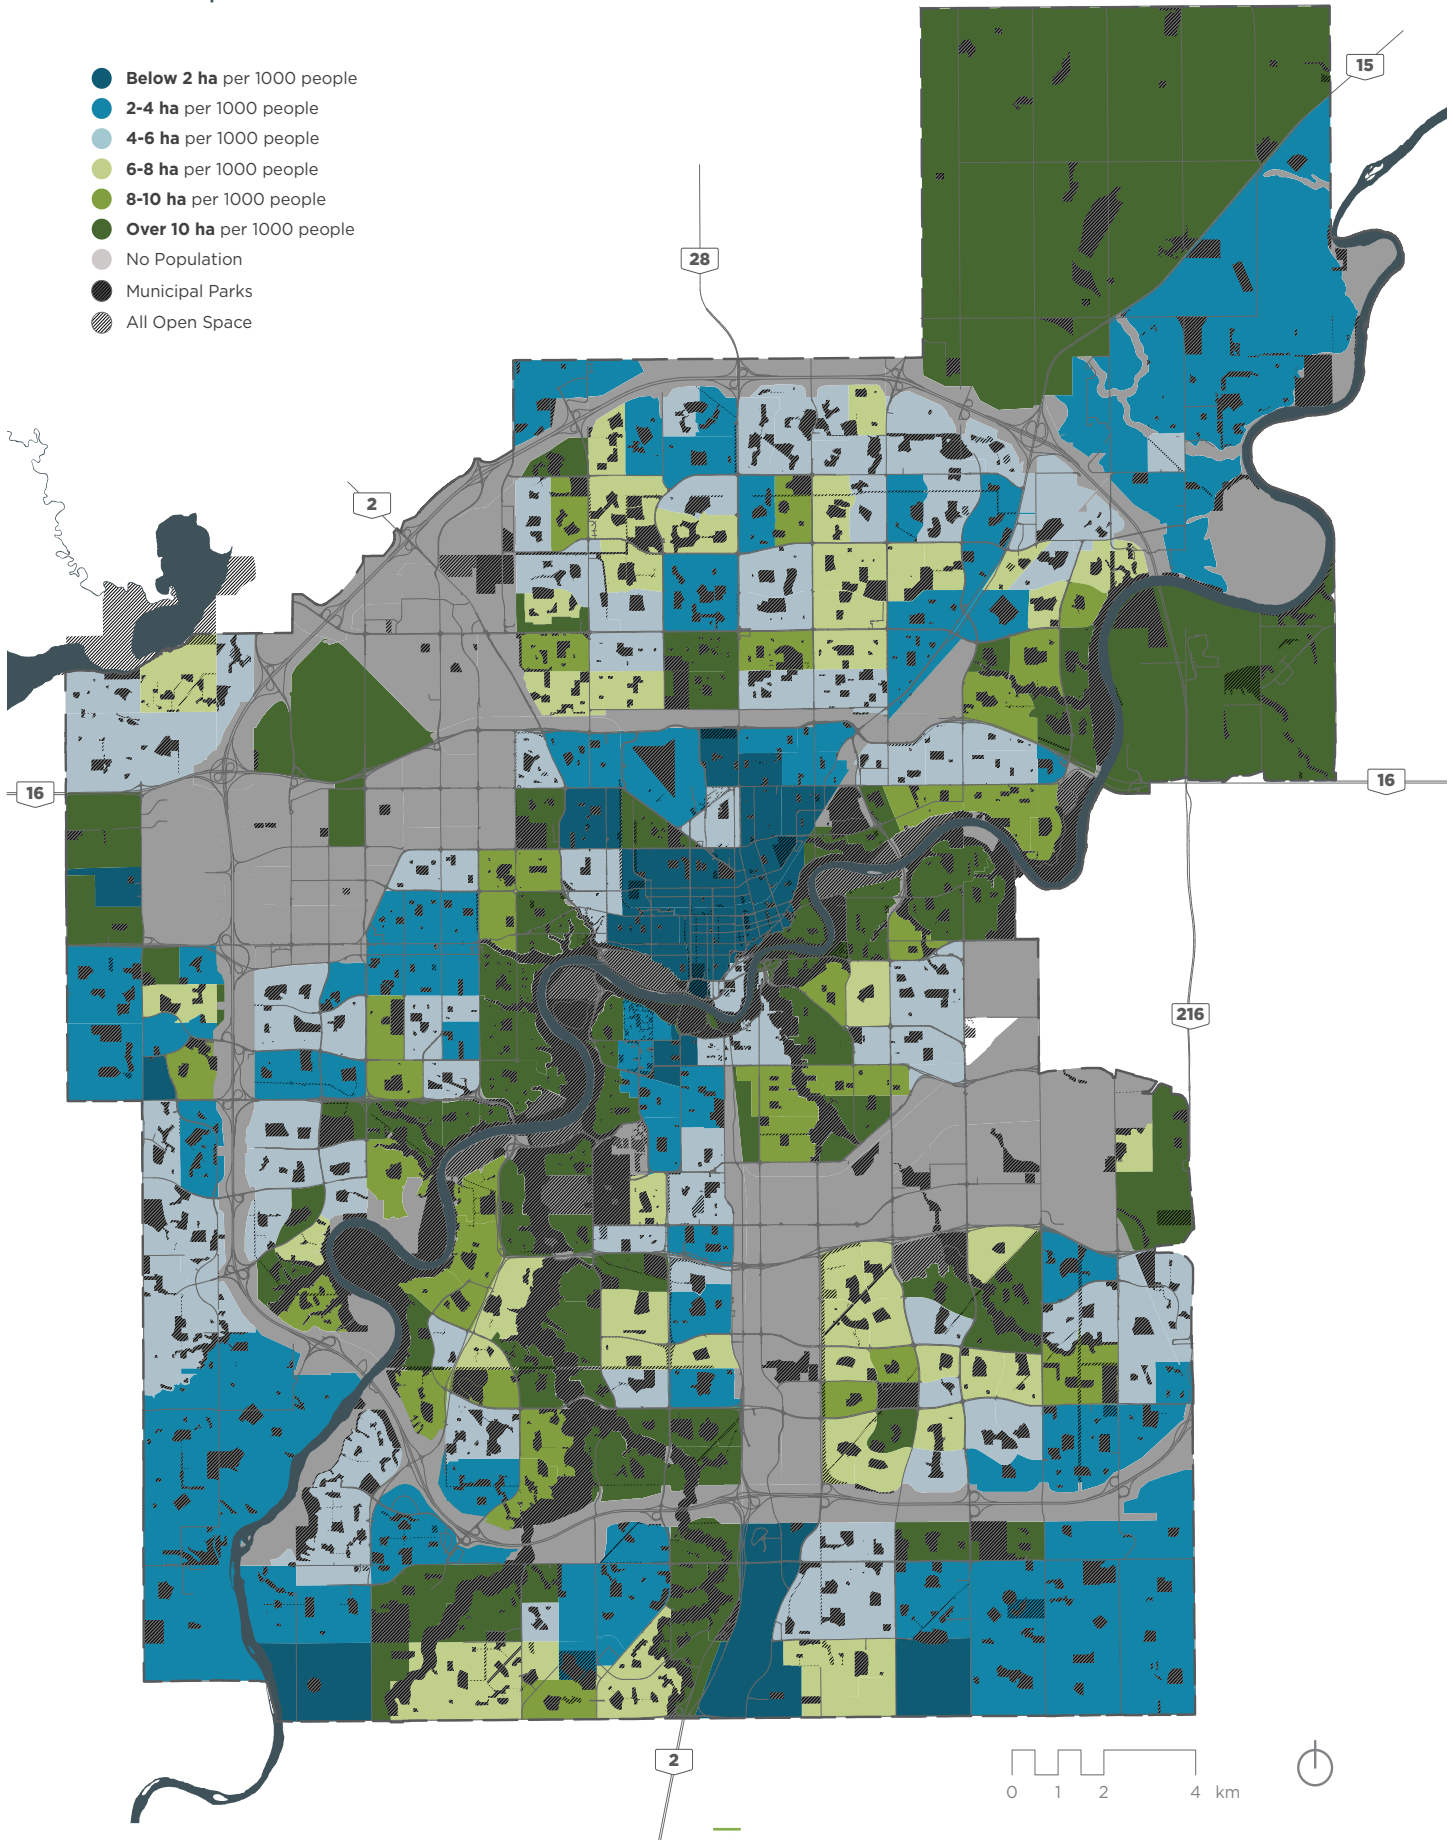 Below 2 ha per 1000 people
2-4 ha per 1000 people
4-6 ha per 1000 people
6-8 ha per 1000 people
8-10 ha per 1000 people
Over 10 ha per 1000 people
No Population
Municipal Parks
All Open Space
15
28
2
16
16
216
2
0 1 2 4 km